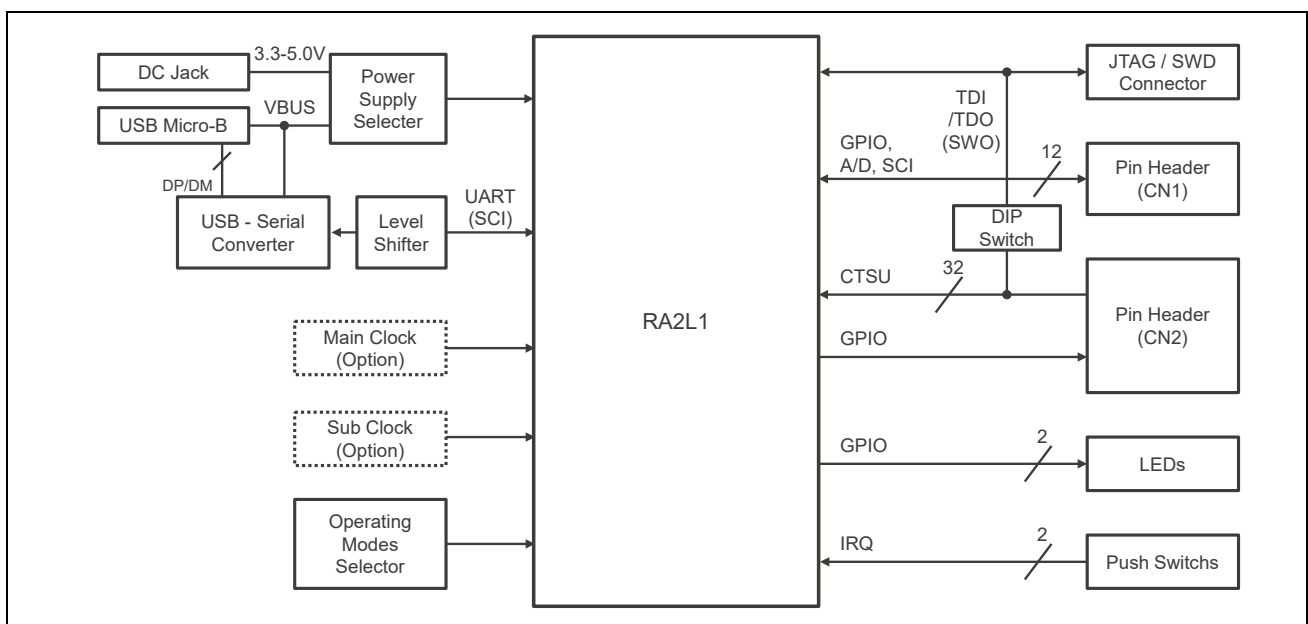 3.3-5.0V
DC Jack
Power
Supply
Selecter
VBUS
USB Micro-B
DP/DM
USB - Serial
Converter
Level
Shifter
UART
(SCI)
Main Clock
(Option)
Sub Clock
(Option)
Operating
Modes
Selector
RA2L1
JTAG / SWD
Connector
TDI
/TDO
(SWO)
GPIO,
A/D, SCI
12
Pin Header
(CN1)
DIP
Switch
CTSU
32
GPIO
Pin Header
(CN2)
GPIO
2
LEDs
IRQ
2
Push Switchs